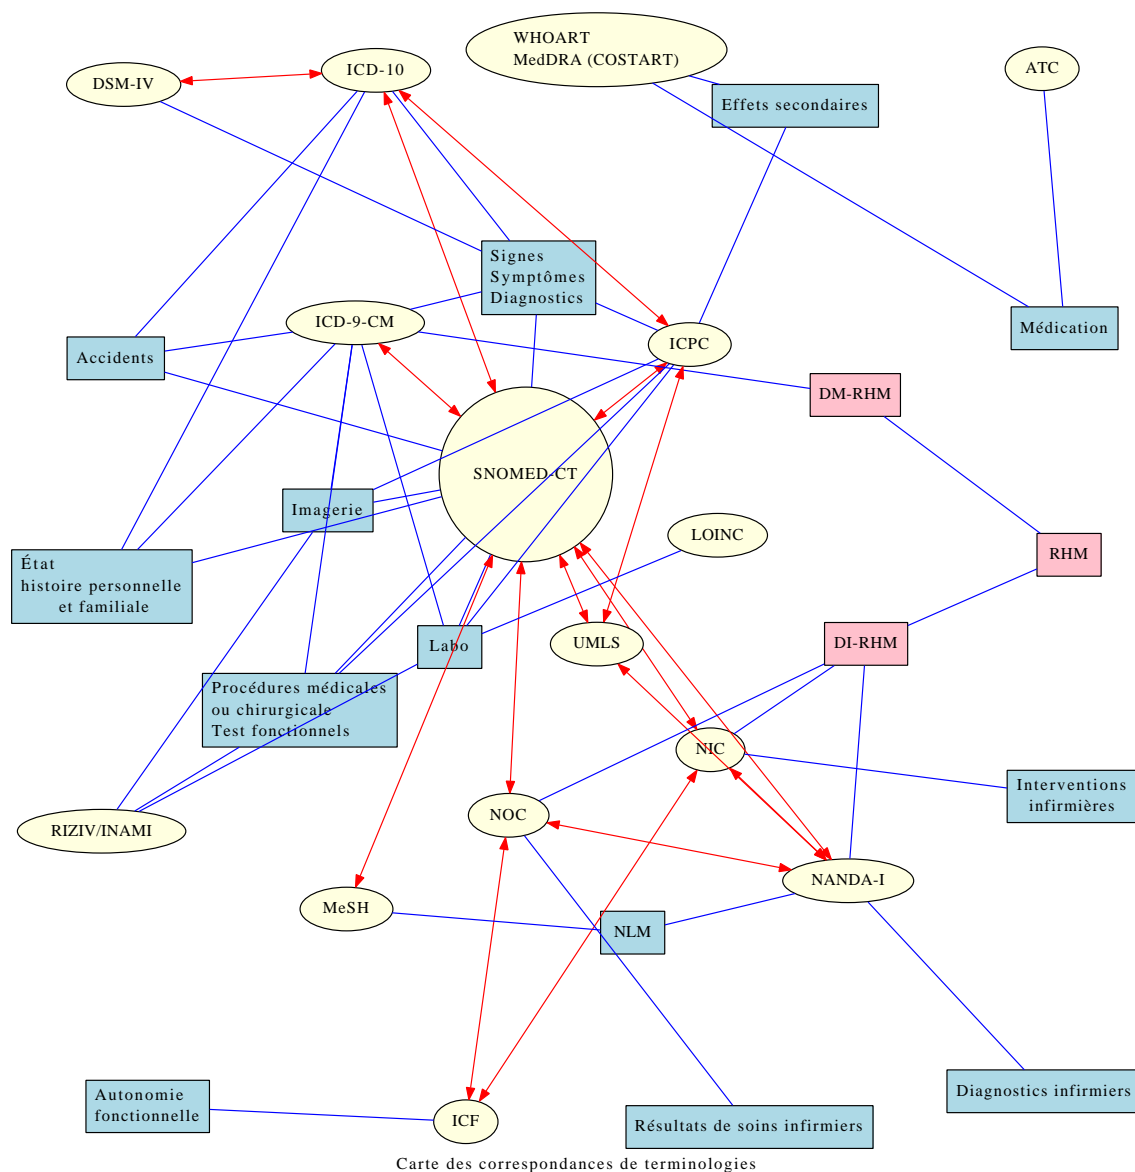 WHOART
MedDRA (COSTART)
ICD-10
ATC
DSM-IV
Effets secondaires
Signes
Symptômes
Diagnostics
ICD-9-CM
Médication
ICPC
Accidents
DM-RHM
SNOMED-CT
Imagerie
LOINC
RHM
État
histoire personnelle
et familiale
Labo
UMLS
DI-RHM
Procédures médicales
ou chirurgicale
Test fonctionnels
NIC
Interventions
infirmières
NOC
RIZIV/INAMI
NANDA-I
MeSH
NLM
Diagnostics infirmiers
Autonomie
fonctionnelle
ICF
Résultats de soins infirmiers
Carte des correspondances de terminologies